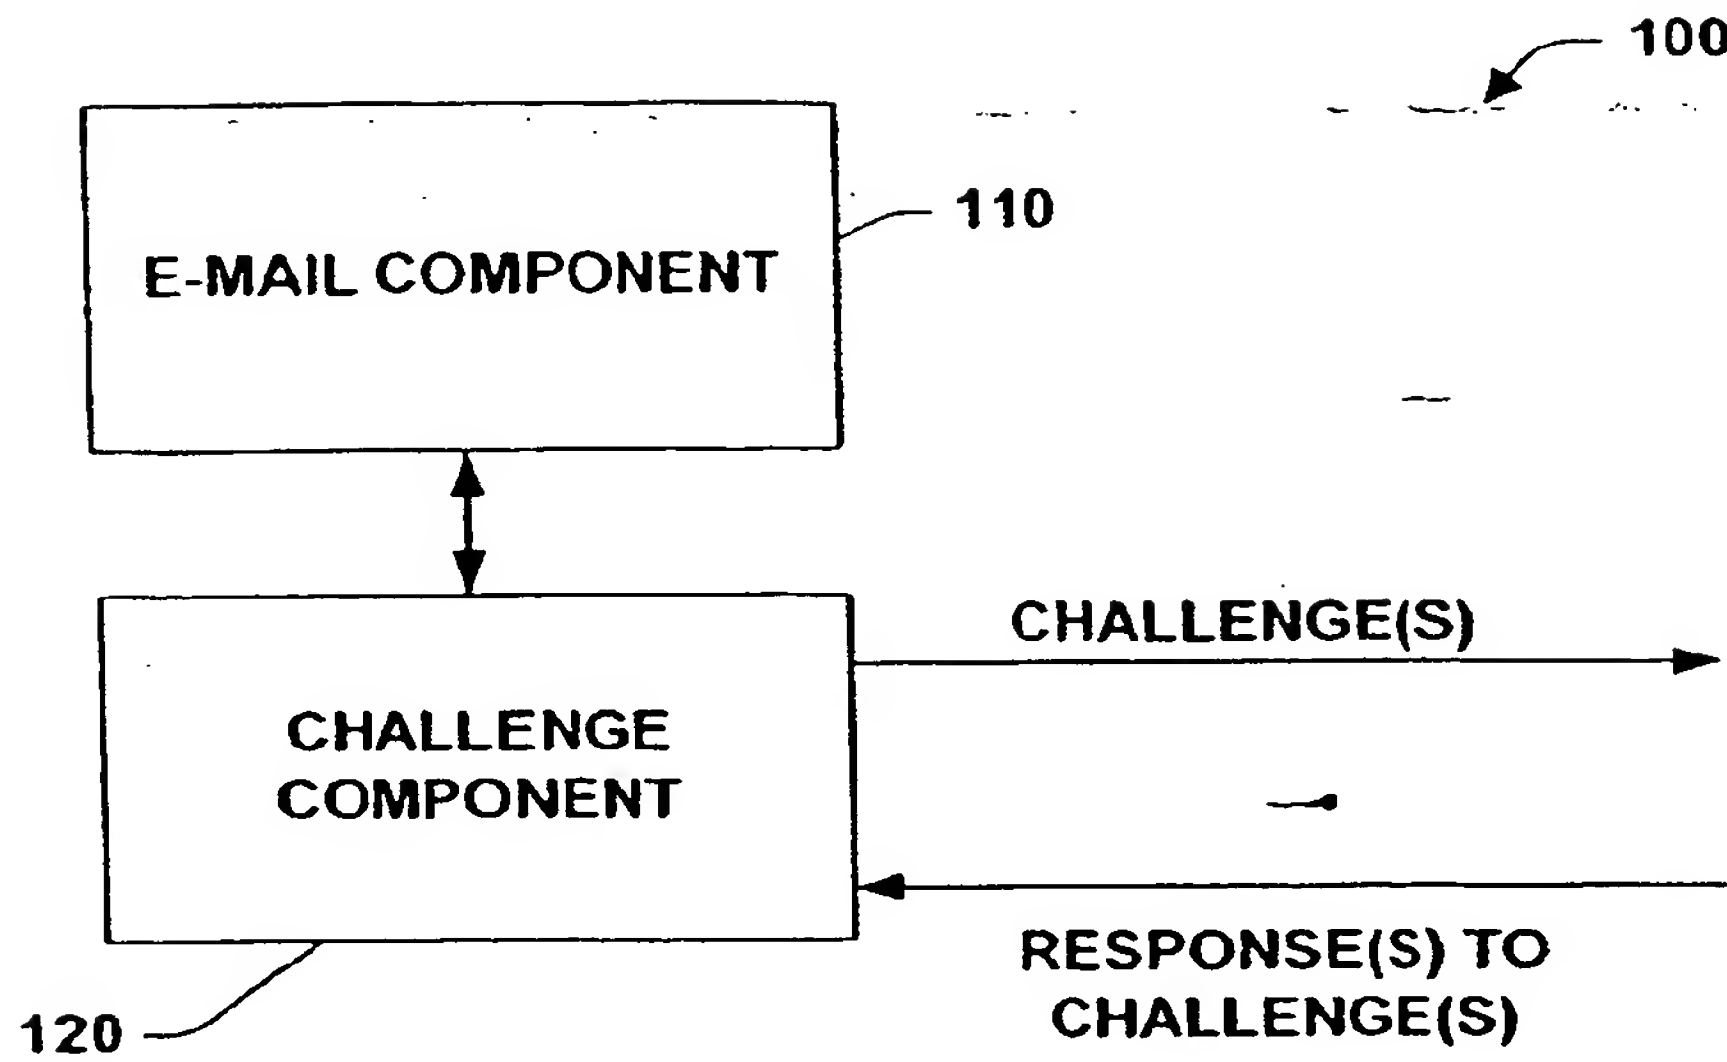 100
110
E-MAIL COMPONENT
CHALLENGE(S)
CHALLENGE
COMPONENT
RESPONSE(S) TO
CHALLENGE(S)
120